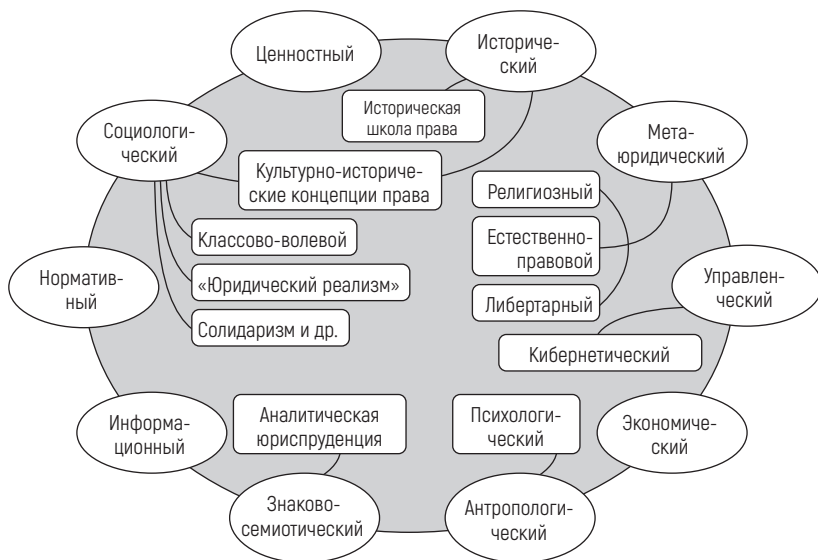 Ценностный
Историче-
ский
Историческая
школа права
Социологи-
ческий
Мета-
юридический
Культурно-историче-
ские концепции права
Религиозный
Классово-волевой
Естественно-
правовой
Норматив-
ный
«Юридический реализм»
Управлен-
ческий
Либертарный
Солидаризм и др.
Кибернетический
Информа-
ционный
Аналитическая
юриспруденция
Психологи-
ческий
Экономиче-
ский
Знаково-
семиотический
Антропологи-
ческий